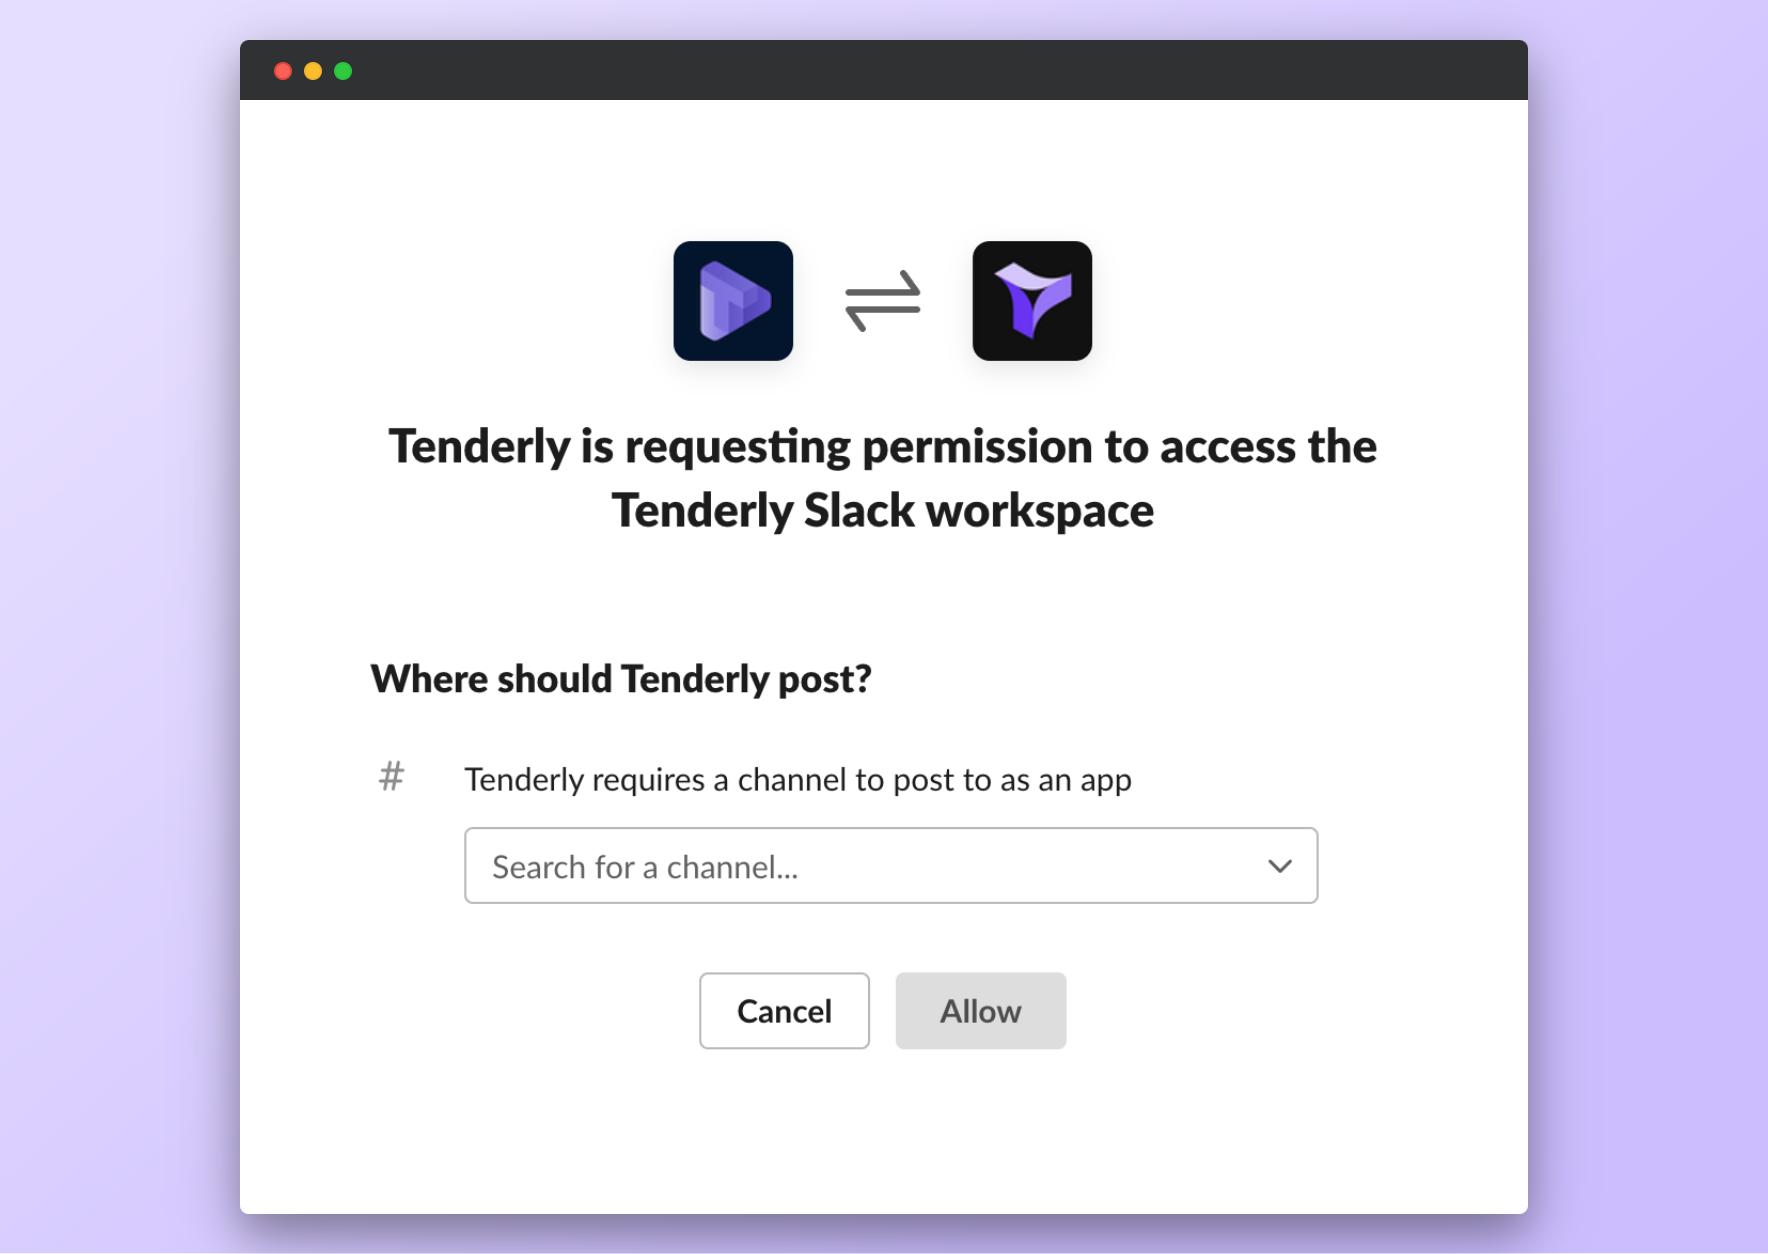 Tenderly is requesting permission to access the
Tenderly Slack workspace
Where should Tenderly post?
# Tenderly requires a channel to post to as an app
Search for a channel...
Cancel Allow